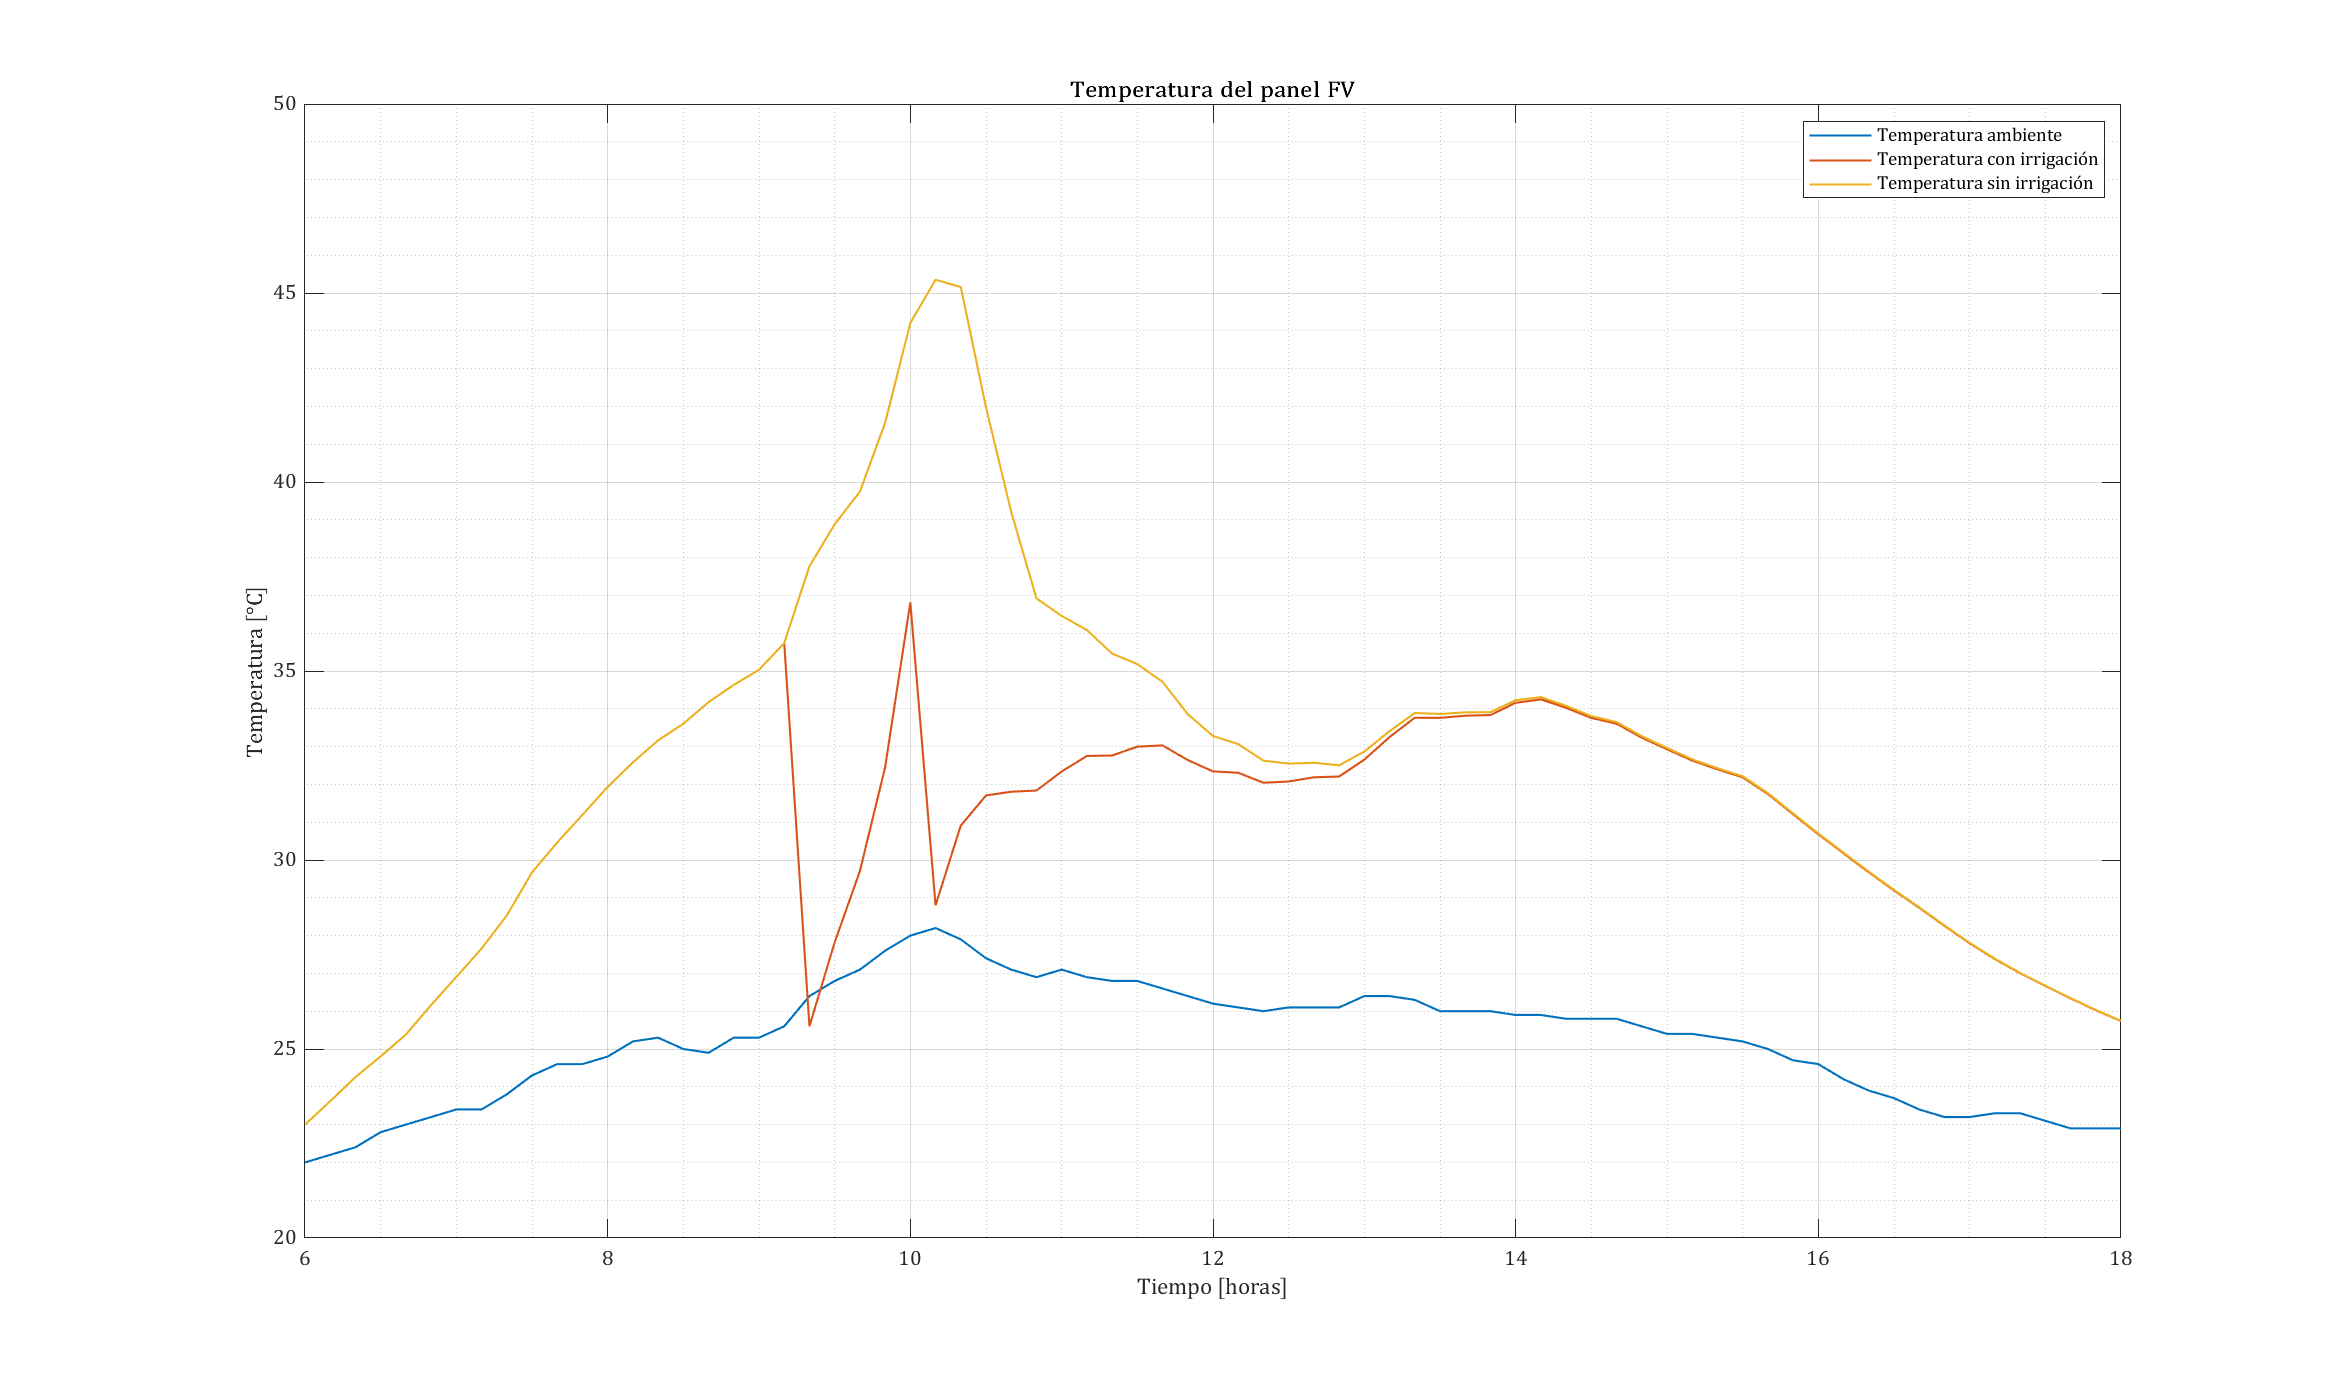 Temperatura del panel FV
50
45
40
35
30
25
20
Temperatura [°C]
Temperatura ambiente
Temperatura con irrigación
Temperatura sin irrigación
6 8 10 12 14 16 18
Tiempo [horas]